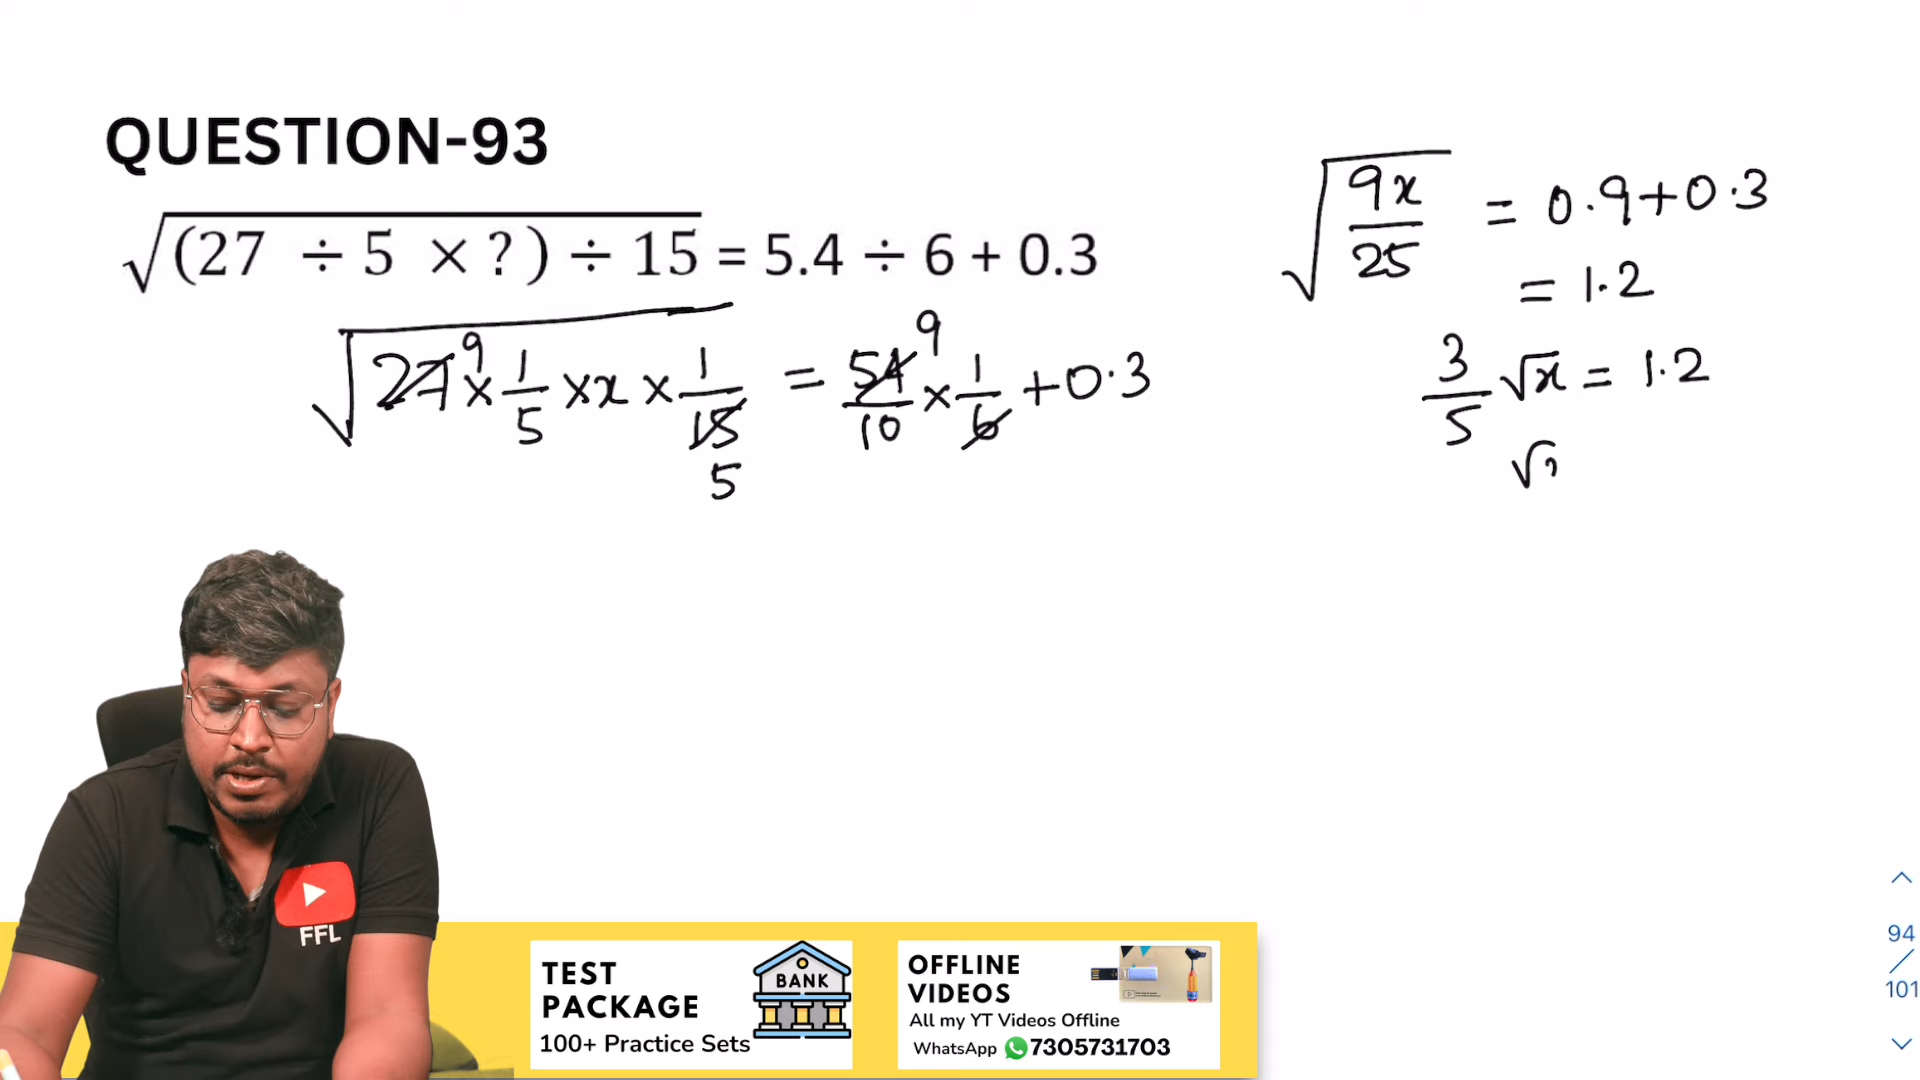 QUESTION-93
√(27 ÷ 5 × ?) ÷ 15 = 5.4 ÷ 6 + 0.3
√27 9 × 1/5 × x × 1/15 5 = 54 9/10 × 1/6 + 0.3
√9x/25 = 0.9+0.3
= 1.2
3/5 √x = 1.2
√
FFL
TEST
PACKAGE
100+ Practice Sets
BANK
OFFLINE
VIDEOS
All my YT Videos Offline
WhatsApp 7305731703
94
/
101